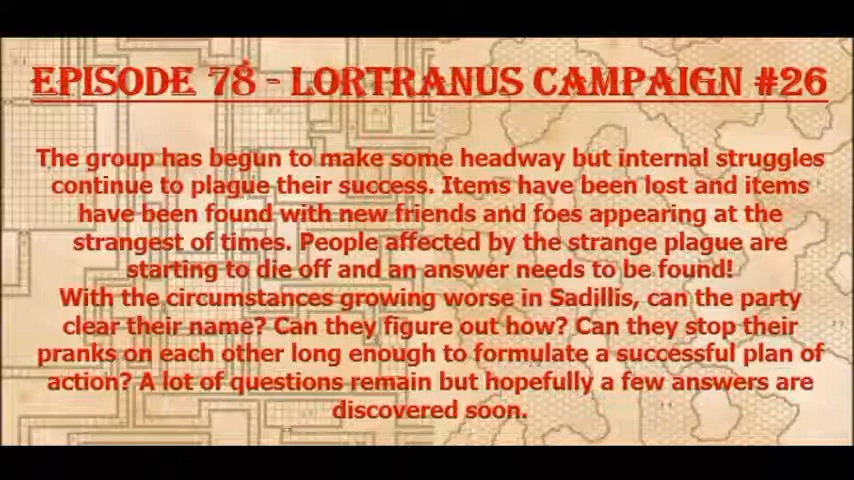 EPISODE 78 - LORTRANUS CAMPAIGN #26
The group has begun to make some headway but internal struggles
continue to plague their success. Items have been lost and items
have been found with new friends and foes appearing at the
strangest of times. People affected by the strange plague are
starting to die off and an answer needs to be found!
With the circumstances growing worse in Sadillis, can the party
clear their name? Can they figure out how? Can they stop their
pranks on each other long enough to formulate a successful plan of
action? A lot of questions remain but hopefully a few answers are
discovered soon.